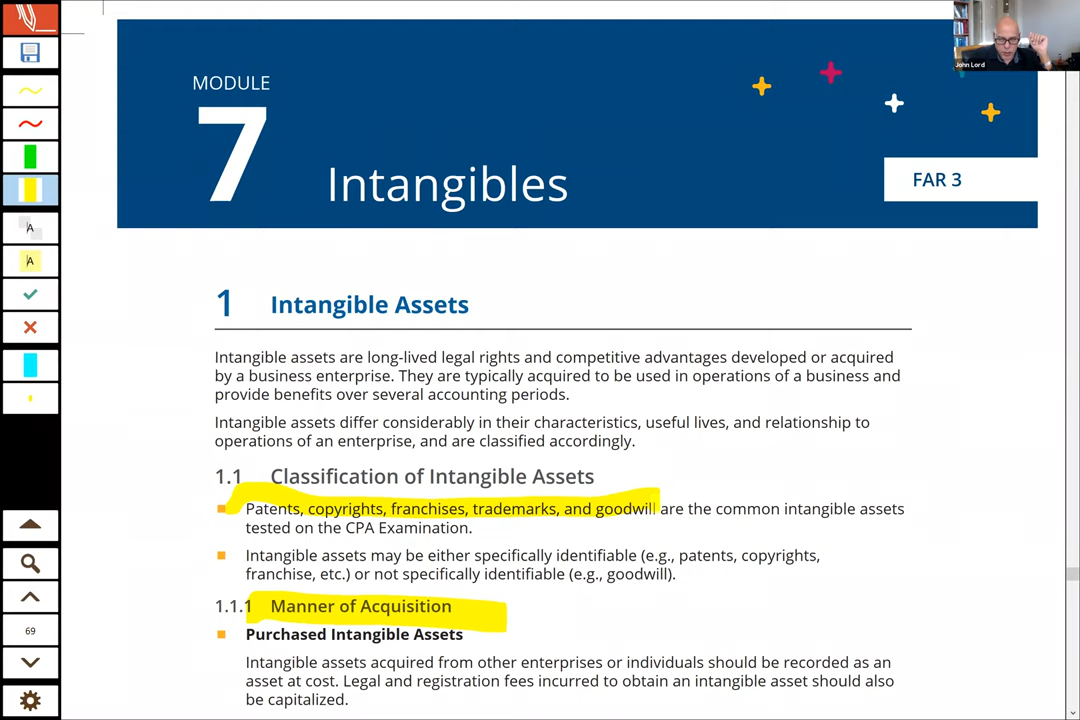 John Lord
MODULE
7
Intangibles
FAR 3
1 Intangible Assets
Intangible assets are long-lived legal rights and competitive advantages developed or acquired
by a business enterprise. They are typically acquired to be used in operations of a business and
provide benefits over several accounting periods.
Intangible assets differ considerably in their characteristics, useful lives, and relationship to
operations of an enterprise, and are classified accordingly.
1.1 Classification of Intangible Assets
Patents, copyrights, franchises, trademarks, and goodwill are the common intangible assets
tested on the CPA Examination.
Intangible assets may be either specifically identifiable (e.g., patents, copyrights,
franchise, etc.) or not specifically identifiable (e.g., goodwill).
1.1.1 Manner of Acquisition
Purchased Intangible Assets
Intangible assets acquired from other enterprises or individuals should be recorded as an
asset at cost. Legal and registration fees incurred to obtain an intangible asset should also
be capitalized.
A
A
69